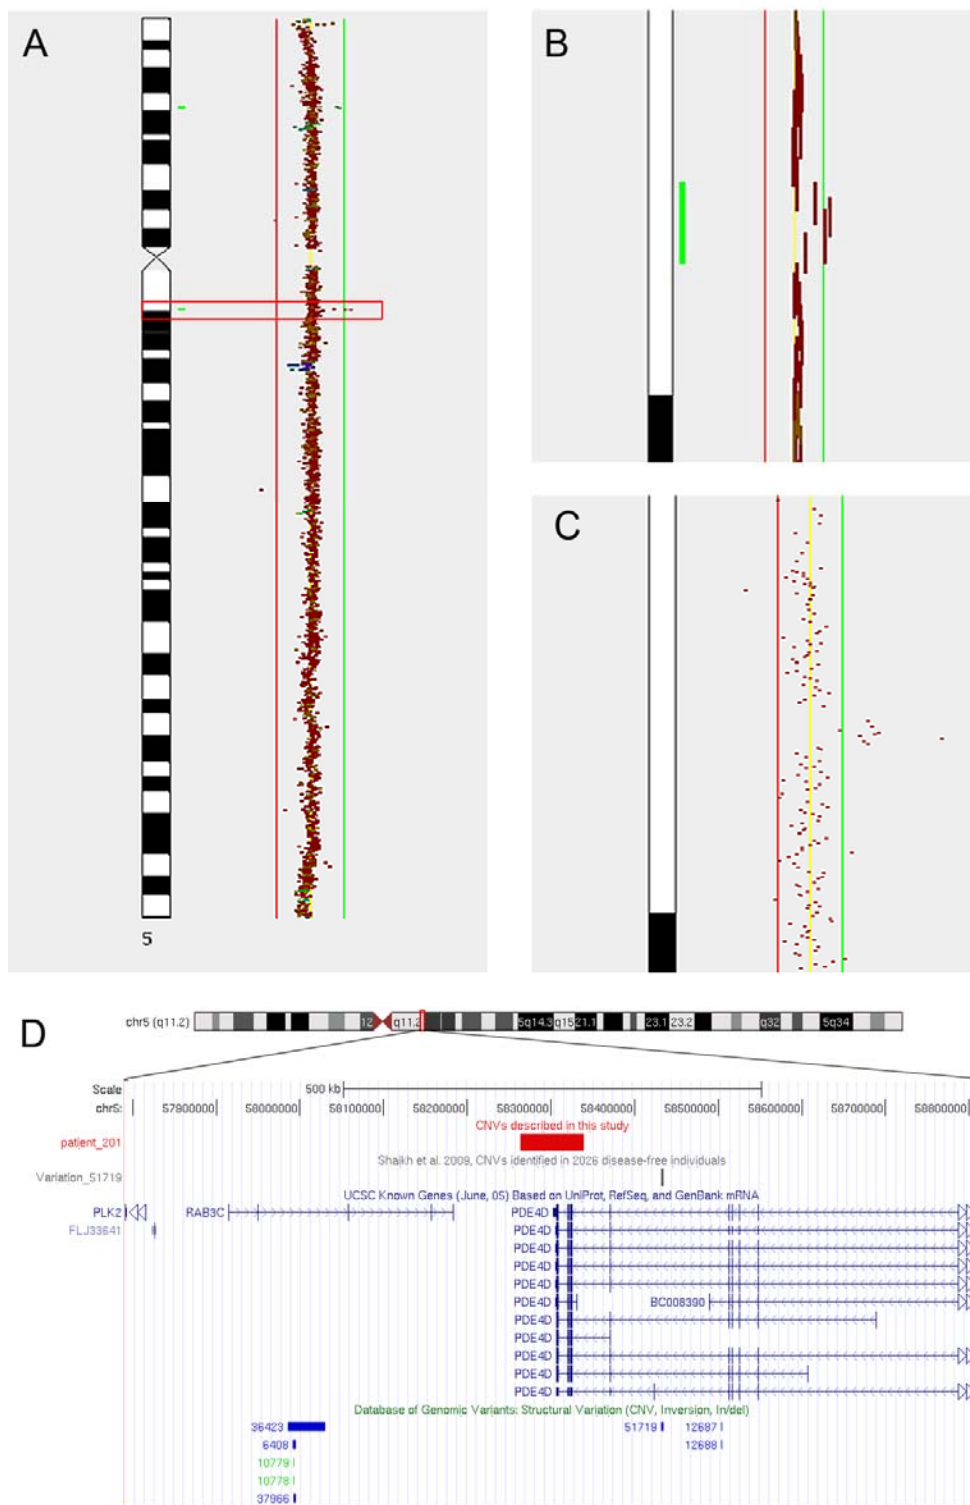 A
B
C
5
D
chr5 (q11.2)
12
q11.2
5q14.3
q15
21.1
23.1
23.2
q32
5q34
Scale
500 kb
chr5:
57900000
58000000
58100000
58200000
58300000
58400000
58500000
58600000
58700000
58800000
CNVs described in this study
patient_201
Shaikh et al. 2009, CNVs identified in 2026 disease-free individuals
Variation_51719
UCSC Known Genes (June, 05) Based on UniProt, RefSeq, and GenBank mRNA
PLK2
RAB3C
PDE4D
FLJ33641
PDE4D
PDE4D
PDE4D
PDE4D
PDE4D
BC008390
PDE4D
PDE4D
PDE4D
PDE4D
PDE4D
Database of Genomic Variants: Structural Variation (CNV, Inversion, In/del)
36423
51719
12687
6408
12688
10779
10778
37966